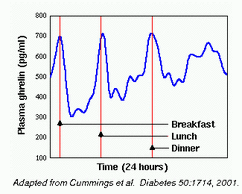 800
700
600
500
400
300
200
100
Plasma ghrelin (pg/ml)
Breakfast
Lunch
Dinner
Time (24 hours)
Adapted from Cummings et al. Diabetes 50:1714, 2001.